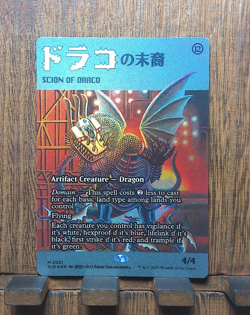 ドラコの末裔
12
SCION OF DRACO
Artifact Creature — Dragon
Domain — This spell costs 2 less to cast
for each basic land type among lands you
control.
Flying
Each creature you control has vigilance if
it's white, hexproof if it's blue, lifelink if it's
black, first strike if it's red, and trample if
it's green.
4/4